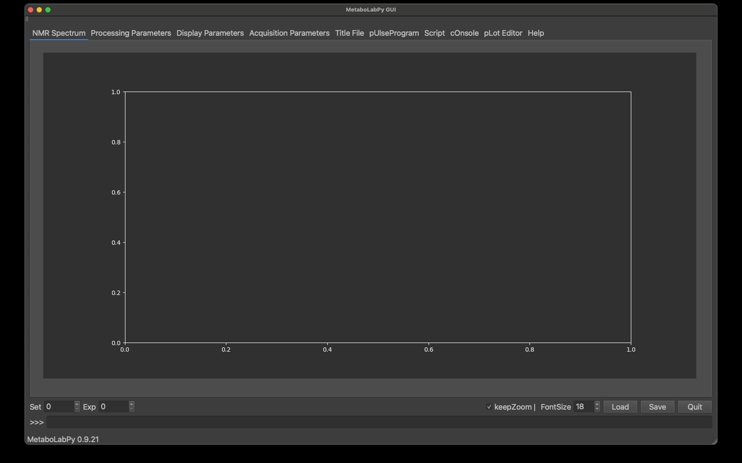 MetaboLabPy GUI
NMR Spectrum Processing Parameters Display Parameters Acquisition Parameters Title File pUlseProgram Script cOnsole pLot Editor Help
1.0
0.8
0.6
0.4
0.2
0.0
0.0 0.2 0.4 0.6 0.8 1.0
Set 0 Exp 0 keepZoom | FontSize 18 Load Save Quit
>>>
MetaboLabPy 0.9.21